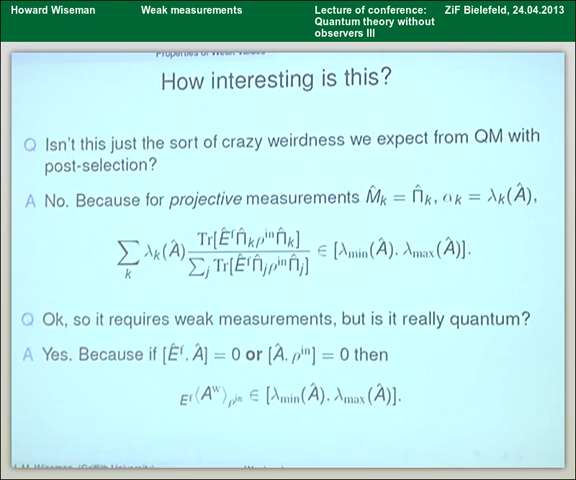 Howard Wiseman
Weak measurements
Lecture of conference:
Quantum theory without
observers III
ZiF Bielefeld, 24.04.2013
Properties of Weak Values
How interesting is this?
Q Isn't this just the sort of crazy weirdness we expect from QM with
post-selection?
A No. Because for projective measurements M̂ₖ = Π̂ₖ, αₖ = λₖ(Â),
∑ₖ λₖ(Â) Tr[Êᶠ Π̂ₖ ρⁱⁿ Π̂ₖ] / ∑ⱼ Tr[Êᶠ Π̂ⱼ ρⁱⁿ Π̂ⱼ] ∈ [λmin(Â), λmax(Â)].
Q Ok, so it requires weak measurements, but is it really quantum?
A Yes. Because if [Êᶠ, Â] = 0 or [Â, ρⁱⁿ] = 0 then
Eᶠ⟨Aʷ⟩ρⁱⁿ ∈ [λmin(Â), λmax(Â)].